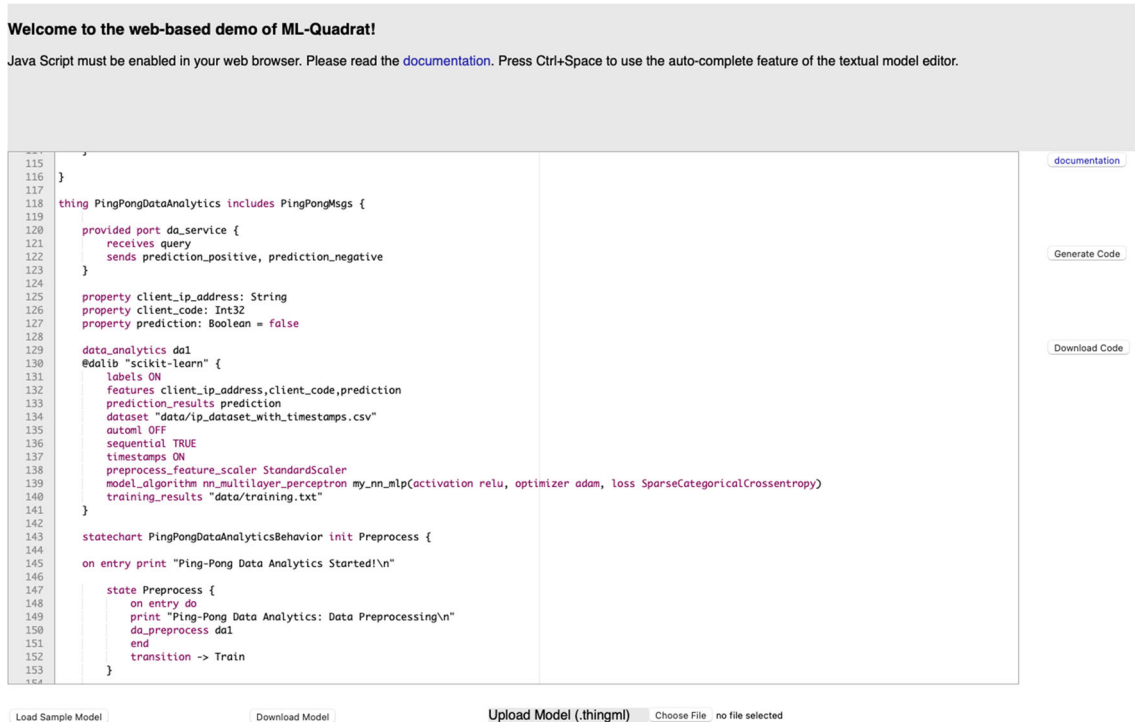 Welcome to the web-based demo of ML-Quadrat!
Java Script must be enabled in your web browser. Please read the documentation. Press Ctrl+Space to use the auto-complete feature of the textual model editor.
documentation
Generate Code
Download Code
115
116 }
117
118 thing PingPongDataAnalytics includes PingPongMsgs {
119
120 provided port da_service {
121 receives query
122 sends prediction_positive, prediction_negative
123 }
124
125 property client_ip_address: String
126 property client_code: Int32
127 property prediction: Boolean = false
128
129 data_analytics da1
130 @dalib "scikit-learn" {
131 labels ON
132 features client_ip_address,client_code,prediction
133 prediction_results prediction
134 dataset "data/ip_dataset_with_timestamps.csv"
135 automl OFF
136 sequential TRUE
137 timestamps ON
138 preprocess_feature_scaler StandardScaler
139 model_algorithm nn_multilayer_perceptron my_nn_mlp(activation relu, optimizer adam, loss SparseCategoricalCrossentropy)
140 training_results "data/training.txt"
141 }
142
143 statechart PingPongDataAnalyticsBehavior init Preprocess {
144
145 on entry print "Ping-Pong Data Analytics Started!\n"
146
147 state Preprocess {
148 on entry do
149 print "Ping-Pong Data Analytics: Data Preprocessing\n"
150 da_preprocess da1
151 end
152 transition -> Train
153 }
Load Sample Model
Download Model
Upload Model (.thingml) Choose File no file selected